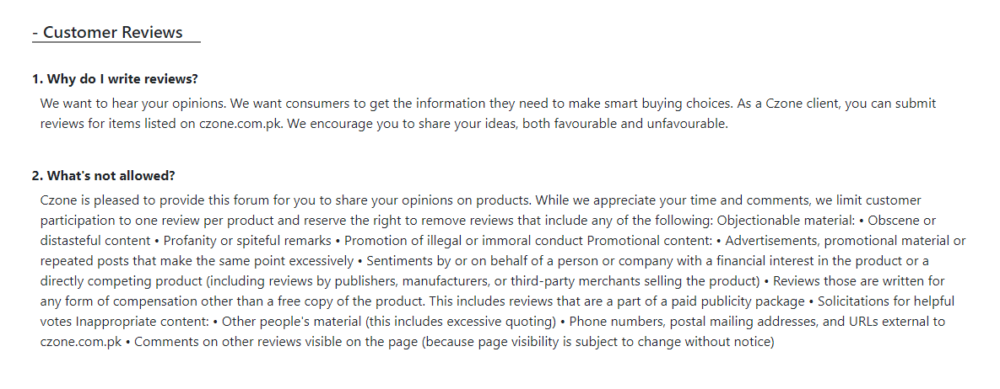 - Customer Reviews
1. Why do I write reviews?
We want to hear your opinions. We want consumers to get the information they need to make smart buying choices. As a Czone client, you can submit
reviews for items listed on czone.com.pk. We encourage you to share your ideas, both favourable and unfavourable.
2. What's not allowed?
Czone is pleased to provide this forum for you to share your opinions on products. While we appreciate your time and comments, we limit customer
participation to one review per product and reserve the right to remove reviews that include any of the following: Objectionable material: • Obscene or
distasteful content • Profanity or spiteful remarks • Promotion of illegal or immoral conduct Promotional content: • Advertisements, promotional material or
repeated posts that make the same point excessively • Sentiments by or on behalf of a person or company with a financial interest in the product or a
directly competing product (including reviews by publishers, manufacturers, or third-party merchants selling the product) • Reviews those are written for
any form of compensation other than a free copy of the product. This includes reviews that are a part of a paid publicity package • Solicitations for helpful
votes Inappropriate content: • Other people's material (this includes excessive quoting) • Phone numbers, postal mailing addresses, and URLs external to
czone.com.pk • Comments on other reviews visible on the page (because page visibility is subject to change without notice)